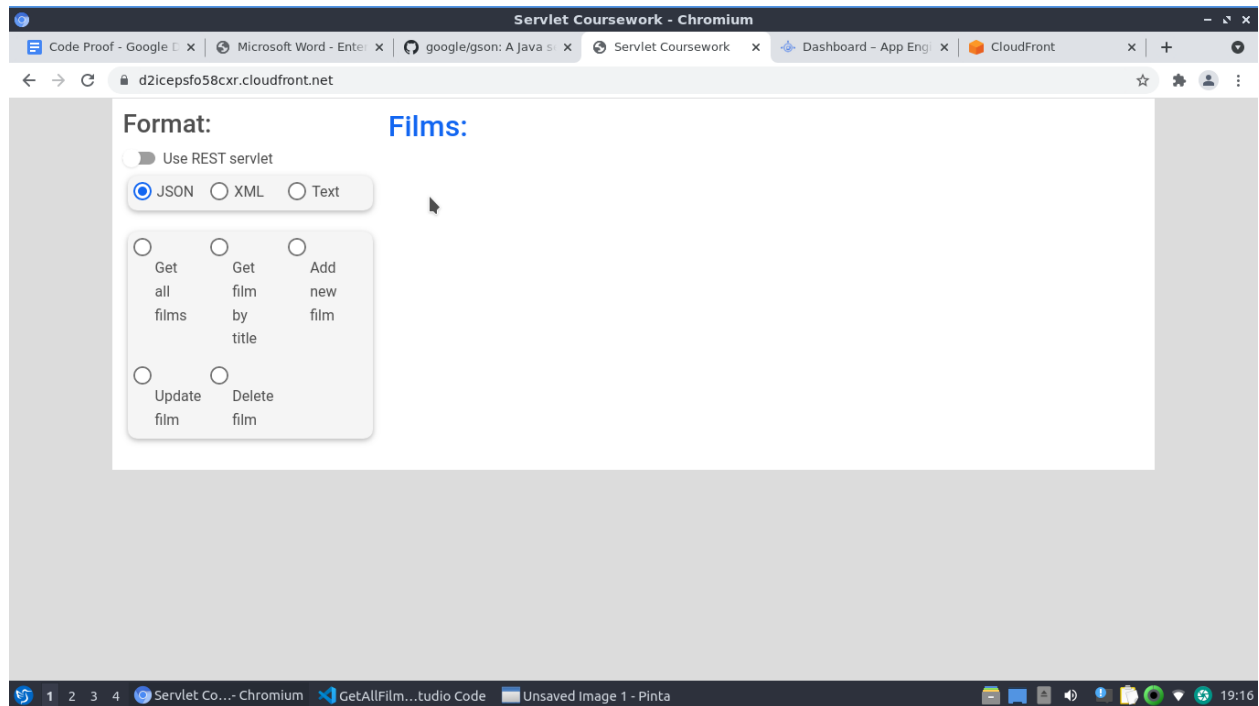 Servlet Coursework - Chromium
Code Proof - Google D
Microsoft Word - Enter
google/gson: A Java s
Servlet Coursework
Dashboard – App Eng
CloudFront
d2icepsfo58cxr.cloudfront.net
Format:
Films:
Use REST servlet
JSON XML Text
Get all films
Get film by title
Add new film
Update film
Delete film
1 2 3 4 Servlet Co...- Chromium GetAllFilm...tudio Code Unsaved Image 1 - Pinta 19:16